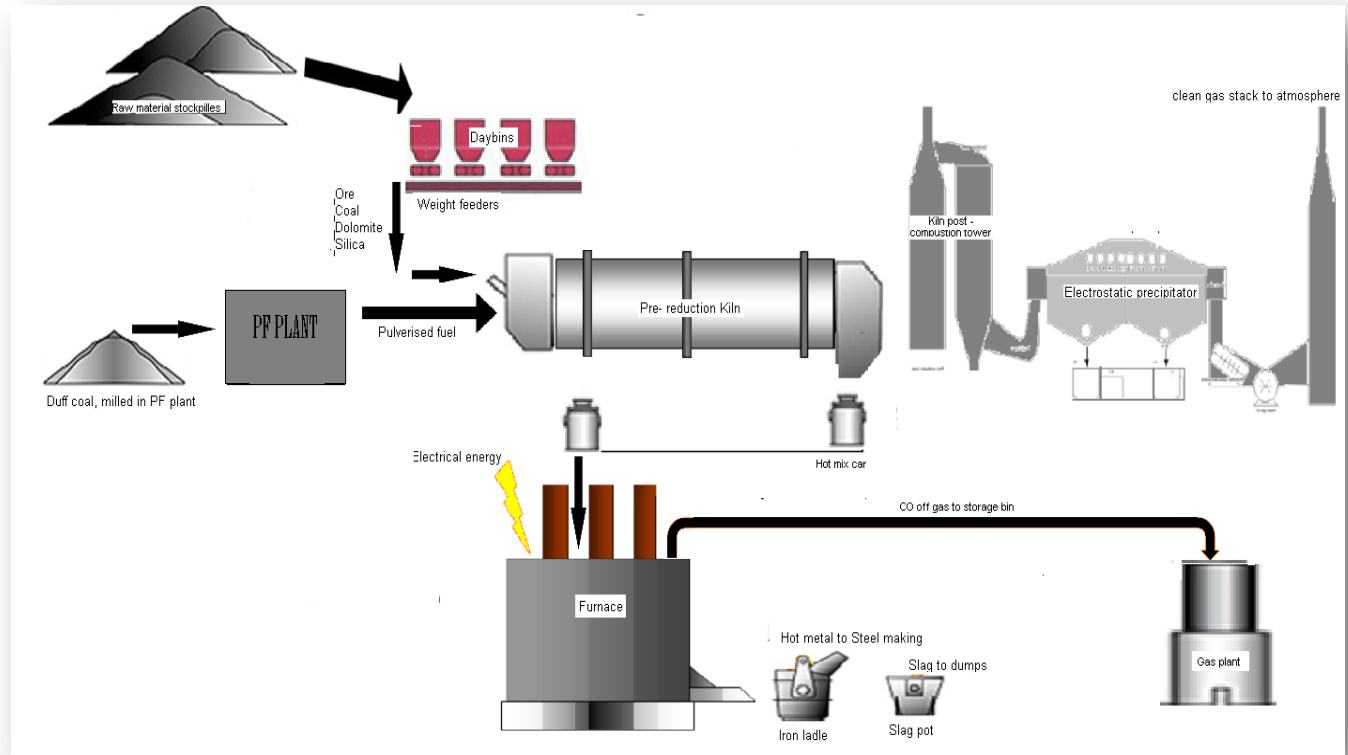 Raw material stockpilles
clean gas stack to atmosphere
Daybins
Ore
Coal
Dolomite
Silica
Weight feeders
Kiln post -
combustion tower
Electrostatic precipitator
Pre- reduction Kiln
PF PLANT
Pulverised fuel
Duff coal, milled in PF plant
Electrical energy
Hot mix car
CO off gas to storage bin
Furnace
Hot metal to Steel making
Slag to dumps
Gas plant
Iron ladle
Slag pot